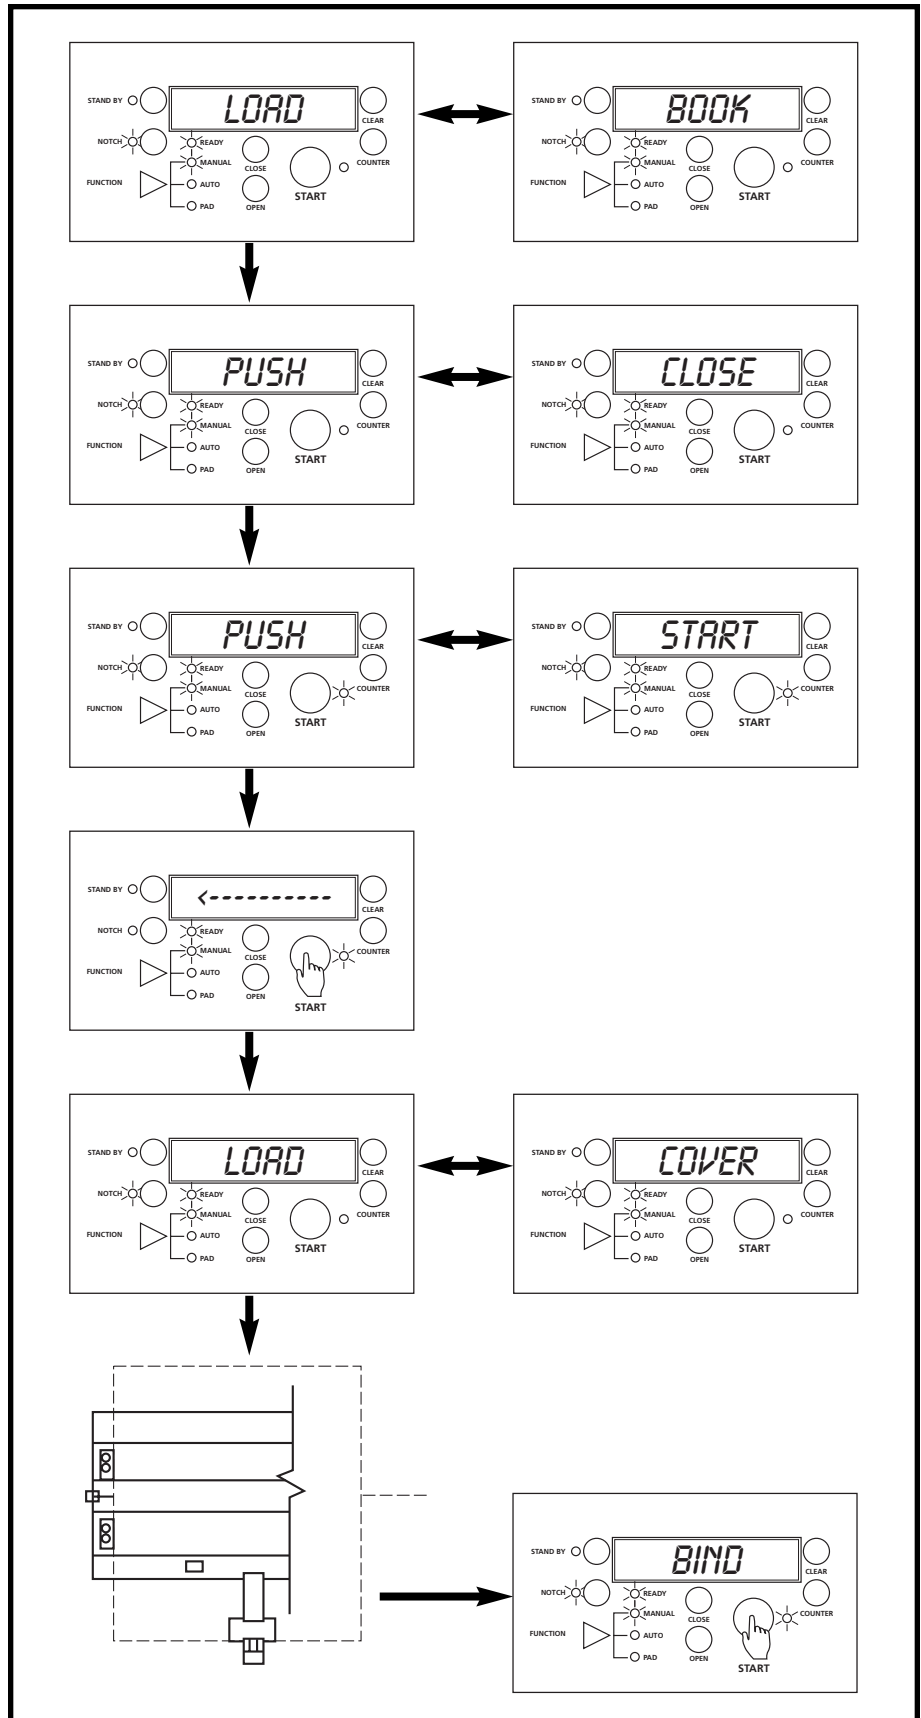 LOAD
STAND BY
CLEAR
NOTCH
READY
MANUAL
CLOSE
COUNTER
FUNCTION
AUTO
START
PAD
OPEN
BOOK
STAND BY
CLEAR
NOTCH
READY
MANUAL
CLOSE
COUNTER
FUNCTION
AUTO
START
PAD
OPEN
PUSH
STAND BY
CLEAR
NOTCH
READY
MANUAL
CLOSE
COUNTER
FUNCTION
AUTO
START
PAD
OPEN
CLOSE
STAND BY
CLEAR
NOTCH
READY
MANUAL
CLOSE
COUNTER
FUNCTION
AUTO
START
PAD
OPEN
PUSH
STAND BY
CLEAR
NOTCH
READY
MANUAL
CLOSE
COUNTER
FUNCTION
AUTO
START
PAD
OPEN
START
STAND BY
CLEAR
NOTCH
READY
MANUAL
CLOSE
COUNTER
FUNCTION
AUTO
START
PAD
OPEN
<----------
STAND BY
CLEAR
NOTCH
READY
MANUAL
CLOSE
COUNTER
FUNCTION
AUTO
PAD
OPEN
START
LOAD
STAND BY
CLEAR
NOTCH
READY
MANUAL
CLOSE
COUNTER
FUNCTION
AUTO
START
PAD
OPEN
COVER
STAND BY
CLEAR
NOTCH
READY
MANUAL
CLOSE
COUNTER
FUNCTION
AUTO
START
PAD
OPEN
BIND
STAND BY
CLEAR
NOTCH
READY
MANUAL
CLOSE
COUNTER
FUNCTION
AUTO
PAD
OPEN
START